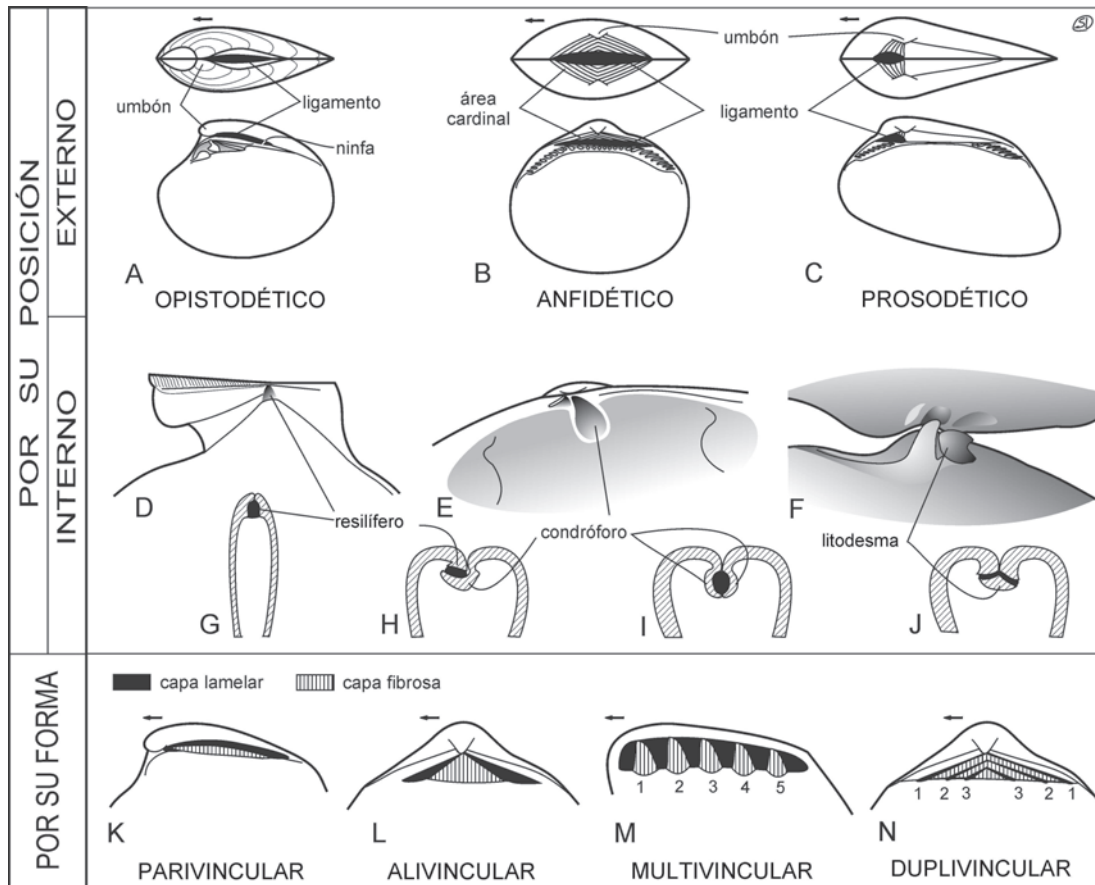 POR SU POSICIÓN
EXTERNO
umbón
ligamento
ninfa
A
OPISTODÉTICO
umbón
área
cardinal
ligamento
B
ANFIDÉTICO
C
PROSODÉTICO
INTERNO
D
E
F
resilífero
condróforo
litodesma
G
H
I
J
POR SU FORMA
capa lamelar
capa fibrosa
K
PARIVINCULAR
L
ALIVINCULAR
1 2 3 4 5
M
MULTIVINCULAR
1 2 3 3 2 1
N
DUPLIVINCULAR